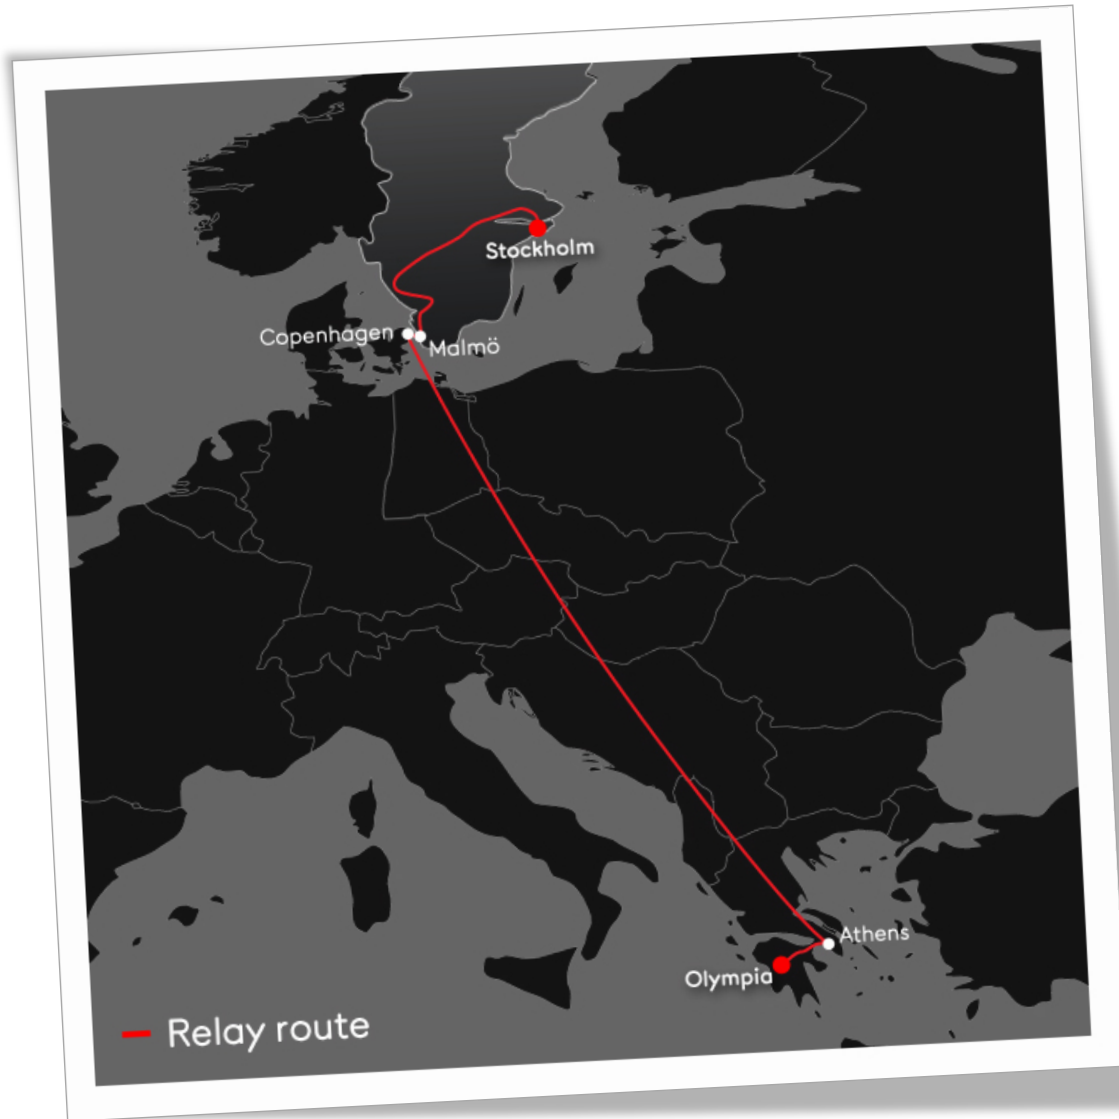 Stockholm
Copenhagen
Malmö
Athens
Olympia
Relay route